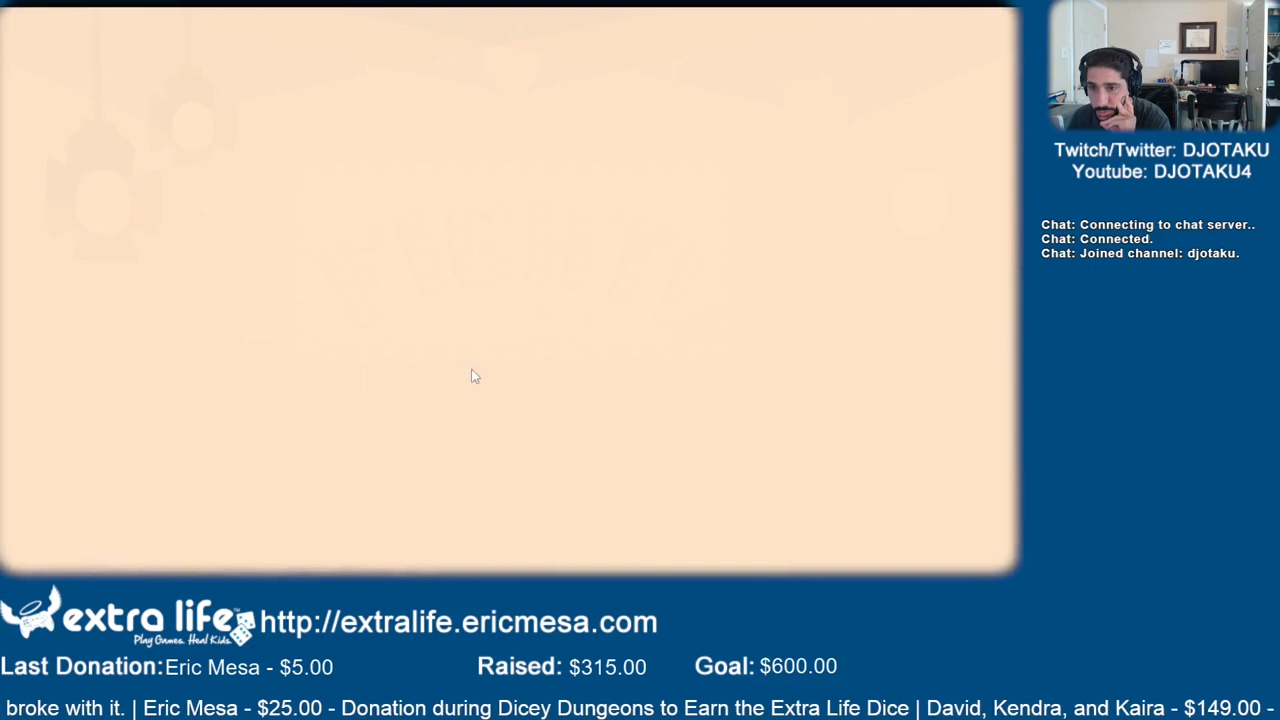 Twitch/Twitter: DJOTAKU
Youtube: DJOTAKU4
Chat: Connecting to chat server..
Chat: Connected.
Chat: Joined channel: djotaku.
extra life
Play Games. Heal Kids.
http://extralife.ericmesa.com
Last Donation: Eric Mesa - $5.00 Raised: $315.00 Goal: $600.00
broke with it. | Eric Mesa - $25.00 - Donation during Dicey Dungeons to Earn the Extra Life Dice | David, Kendra, and Kaira - $149.00 -